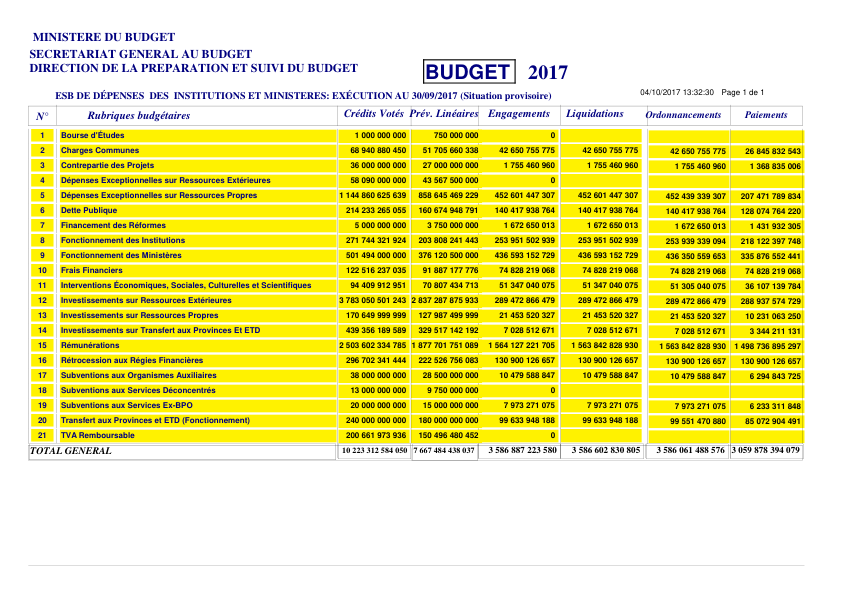 MINISTERE DU BUDGET
SECRETARIAT GENERAL AU BUDGET
DIRECTION DE LA PREPARATION ET SUIVI DU BUDGET
BUDGET 2017
ESB DE DÉPENSES DES INSTITUTIONS ET MINISTERES: EXÉCUTION AU 30/09/2017 (Situation provisoire)
04/10/2017 13:32:30 Page 1 de 1
N° Rubriques budgétaires Crédits Votés Prév. Linéaires Engagements Liquidations Ordonnancements Paiements
1 Bourse d'Études 1 000 000 000 750 000 000 0
2 Charges Communes 68 940 880 450 51 705 660 338 42 650 755 775 42 650 755 775 42 650 755 775 26 845 832 543
3 Contrepartie des Projets 36 000 000 000 27 000 000 000 1 755 460 960 1 755 460 960 1 755 460 960 1 368 835 006
4 Dépenses Exceptionnelles sur Ressources Extérieures 58 090 000 000 43 567 500 000 0
5 Dépenses Exceptionnelles sur Ressources Propres 1 144 860 625 639 858 645 469 229 452 601 447 307 452 601 447 307 452 439 339 307 207 471 789 834
6 Dette Publique 214 233 265 055 160 674 948 791 140 417 938 764 140 417 938 764 140 417 938 764 128 074 764 220
7 Financement des Réformes 5 000 000 000 3 750 000 000 1 672 650 013 1 672 650 013 1 672 650 013 1 431 932 305
8 Fonctionnement des Institutions 271 744 321 924 203 808 241 443 253 951 502 939 253 951 502 939 253 939 339 094 218 122 397 748
9 Fonctionnement des Ministères 501 494 000 000 376 120 500 000 436 593 152 729 436 593 152 729 436 350 559 653 335 876 552 441
10 Frais Financiers 122 516 237 035 91 887 177 776 74 828 219 068 74 828 219 068 74 828 219 068 74 828 219 068
11 Interventions Économiques, Sociales, Culturelles et Scientifiques 94 409 912 951 70 807 434 713 51 347 040 075 51 347 040 075 51 305 040 075 36 107 139 784
12 Investissements sur Ressources Extérieures 3 783 050 501 243 2 837 287 875 933 289 472 866 479 289 472 866 479 289 472 866 479 288 937 574 729
13 Investissements sur Ressources Propres 170 649 999 999 127 987 499 999 21 453 520 327 21 453 520 327 21 453 520 327 10 231 063 250
14 Investissements sur Transfert aux Provinces Et ETD 439 356 189 589 329 517 142 192 7 028 512 671 7 028 512 671 7 028 512 671 3 344 211 131
15 Rémunérations 2 503 602 334 785 1 877 701 751 089 1 564 127 221 705 1 563 842 828 930 1 563 842 828 930 1 498 736 895 297
16 Rétrocession aux Régies Financières 296 702 341 444 222 526 756 083 130 900 126 657 130 900 126 657 130 900 126 657 130 900 126 657
17 Subventions aux Organismes Auxiliaires 38 000 000 000 28 500 000 000 10 479 588 847 10 479 588 847 10 479 588 847 6 294 843 725
18 Subventions aux Services Déconcentrés 13 000 000 000 9 750 000 000 0
19 Subventions aux Services Ex-BPO 20 000 000 000 15 000 000 000 7 973 271 075 7 973 271 075 7 973 271 075 6 233 311 848
20 Transfert aux Provinces et ETD (Fonctionnement) 240 000 000 000 180 000 000 000 99 633 948 188 99 633 948 188 99 551 470 880 85 072 904 491
21 TVA Remboursable 200 661 973 936 150 496 480 452 0
TOTAL GENERAL 10 223 312 584 050 7 667 484 438 037 3 586 887 223 580 3 586 602 830 805 3 586 061 488 576 3 059 878 394 079